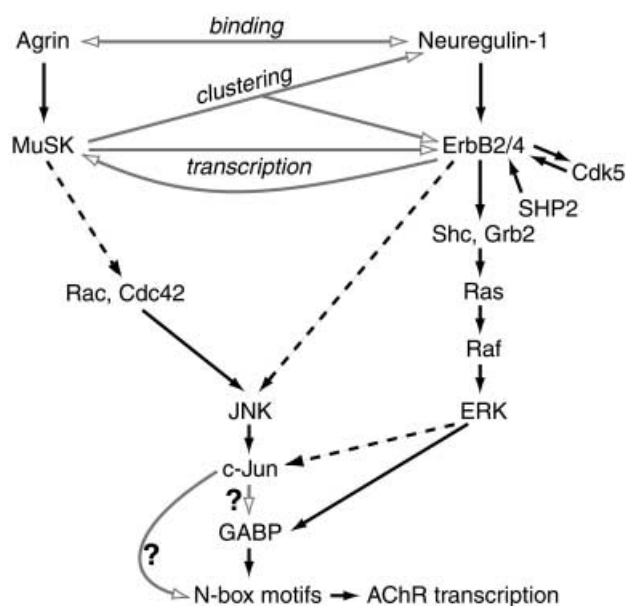 binding
Agrin Neuregulin-1
clustering
MuSK ErbB2/4
transcription
Cdk5
SHP2
Shc, Grb2
Rac, Cdc42 Ras
Raf
JNK ERK
c-Jun
?
GABP
?
N-box motifs AChR transcription